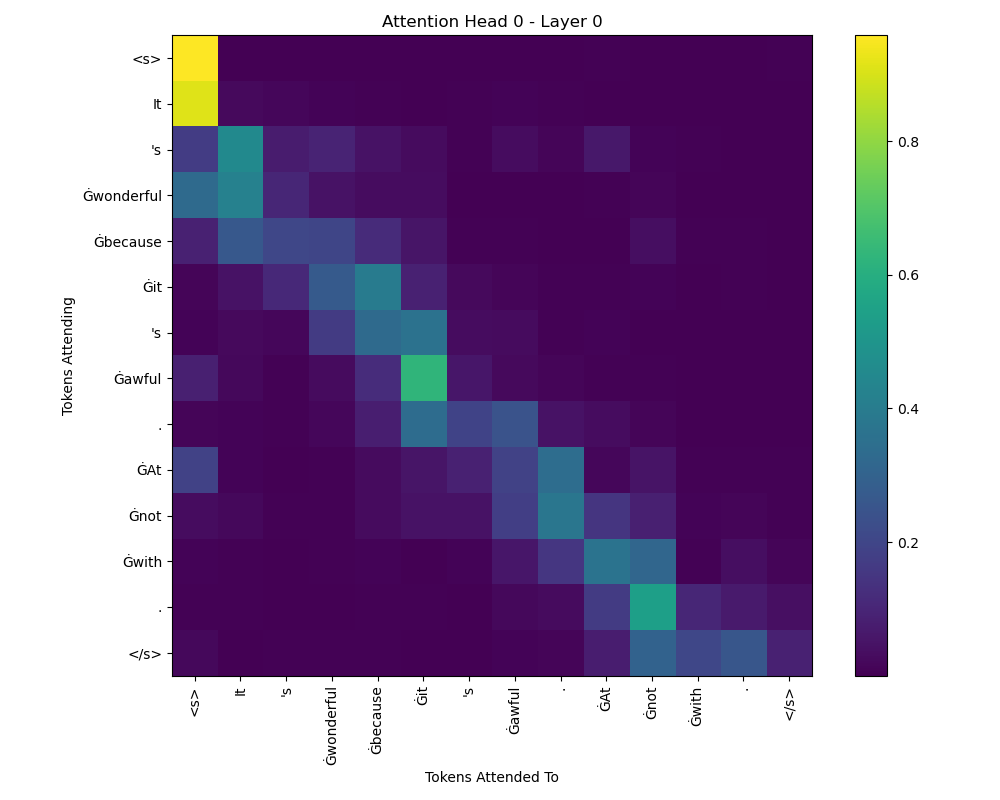 Attention Head 0 - Layer 0
Tokens Attending
<s>
It
's
Ġwonderful
Ġbecause
Ġit
's
Ġawful
.
ĠAt
Ġnot
Ġwith
.
</s>
<s>
It
's
Ġwonderful
Ġbecause
Ġit
's
Ġawful
.
ĠAt
Ġnot
Ġwith
.
</s>
Tokens Attended To
0.8
0.6
0.4
0.2